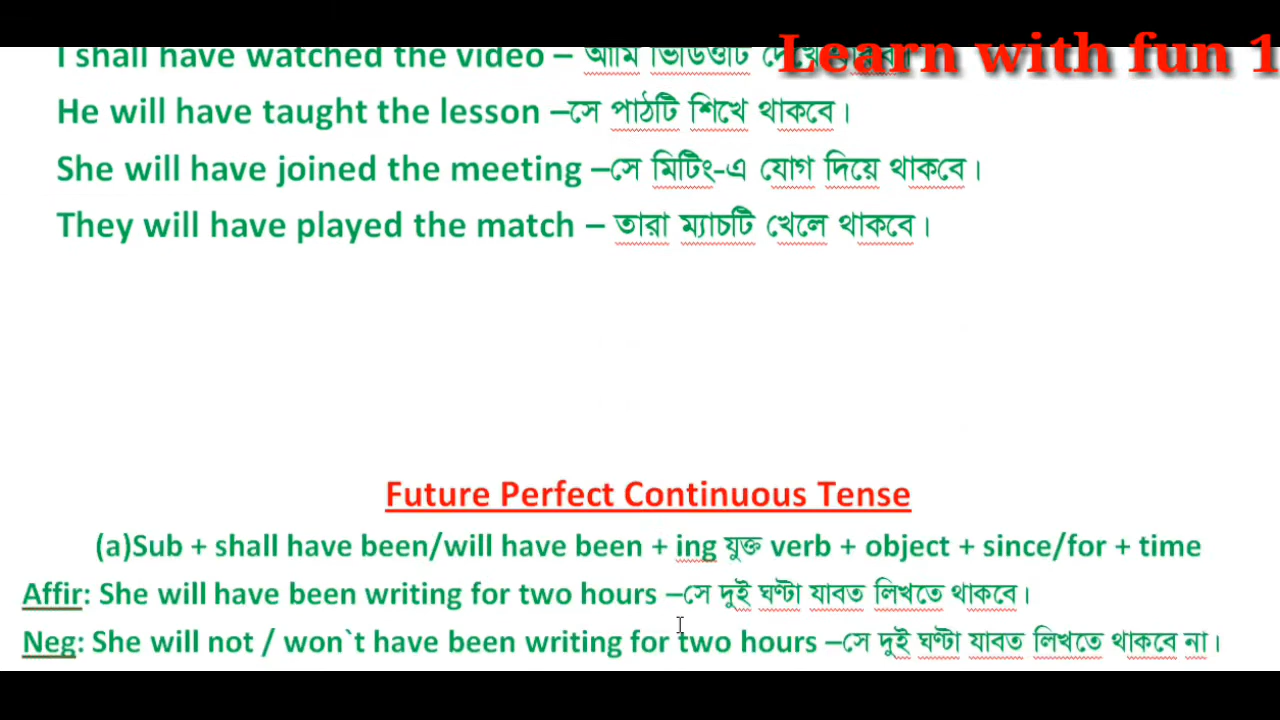 Learn with fun 1
I shall have watched the video – আমি ভিডিওটি
He will have taught the lesson –সে পাঠটি শিখে থাকবে।
She will have joined the meeting –সে মিটিং-এ যোগ দিয়ে থাকবে।
They will have played the match – তারা ম্যাচটি খেলে থাকবে।
Future Perfect Continuous Tense
(a)Sub + shall have been/will have been + ing যুক্ত verb + object + since/for + time
Affir: She will have been writing for two hours –সে দুই ঘণ্টা যাবত লিখতে থাকবে।
Neg: She will not / won`t have been writing for two hours –সে দুই ঘণ্টা যাবত লিখতে থাকবে না।